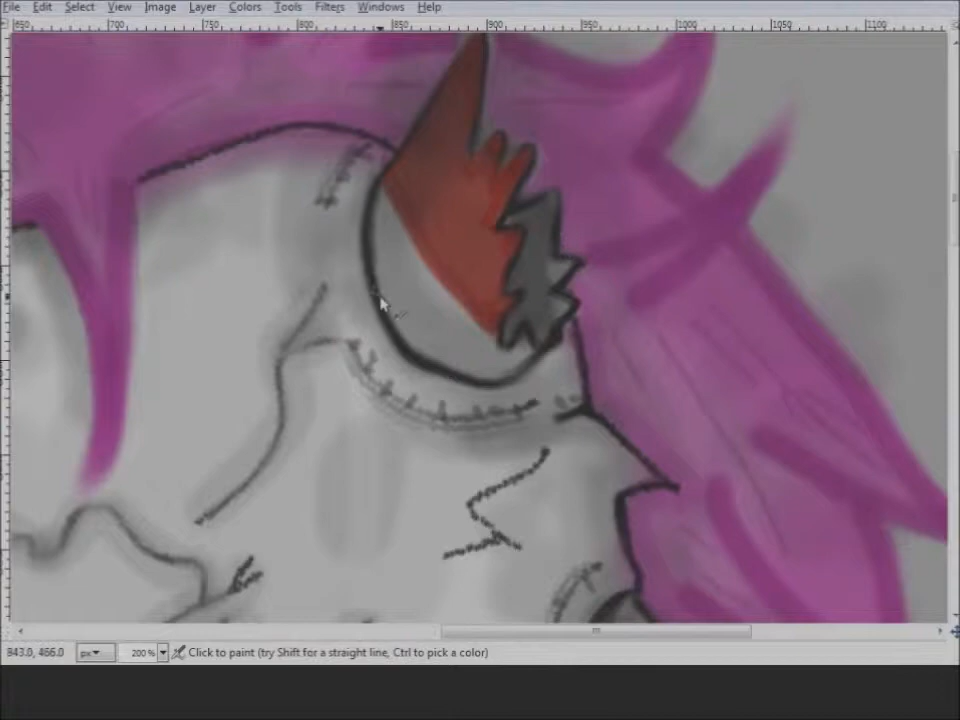 File Edit Select View Image Layer Colors Tools Filters Windows Help
650 700 750 800 850 900 950 1000 1050 1100
843.0, 466.0 px 200% Click to paint (try Shift for a straight line, Ctrl to pick a color)